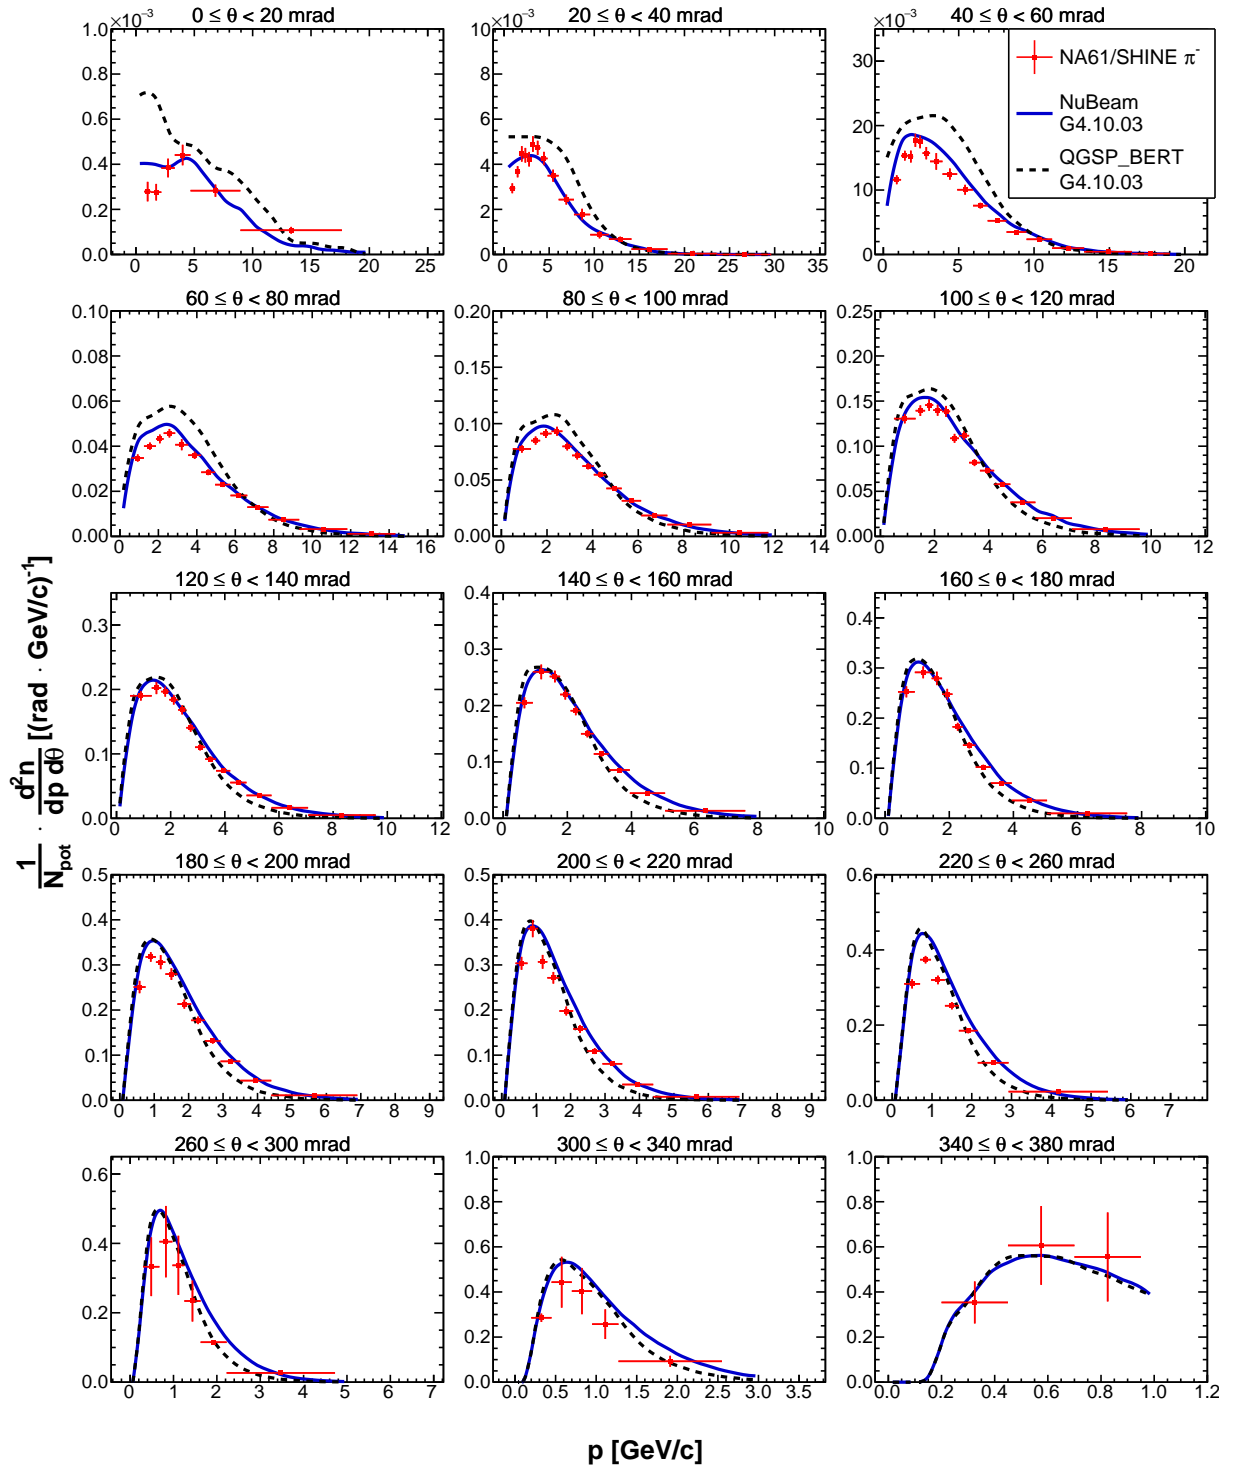 0 ≤ θ < 20 mrad
20 ≤ θ < 40 mrad
40 ≤ θ < 60 mrad
×10⁻³
×10⁻³
×10⁻³
1.0
0.8
0.6
0.4
0.2
0.0
0 5 10 15 20 25
10
8
6
4
2
0
0 5 10 15 20 25 30 35
30
20
10
0
0 5 10 15 20
NA61/SHINE π⁻
NuBeam
G4.10.03
QGSP_BERT
G4.10.03
60 ≤ θ < 80 mrad
80 ≤ θ < 100 mrad
100 ≤ θ < 120 mrad
0.10
0.08
0.06
0.04
0.02
0.00
0 2 4 6 8 10 12 14 16
0.20
0.15
0.10
0.05
0.00
0 2 4 6 8 10 12 14
0.25
0.20
0.15
0.10
0.05
0.00
0 2 4 6 8 10 12
120 ≤ θ < 140 mrad
140 ≤ θ < 160 mrad
160 ≤ θ < 180 mrad
0.3
0.2
0.1
0.0
0 2 4 6 8 10 12
0.4
0.3
0.2
0.1
0.0
0 2 4 6 8 10
0.4
0.3
0.2
0.1
0.0
0 2 4 6 8 10
180 ≤ θ < 200 mrad
200 ≤ θ < 220 mrad
220 ≤ θ < 260 mrad
0.5
0.4
0.3
0.2
0.1
0.0
0 1 2 3 4 5 6 7 8 9
0.5
0.4
0.3
0.2
0.1
0.0
0 1 2 3 4 5 6 7 8 9
0.6
0.4
0.2
0.0
0 1 2 3 4 5 6 7
260 ≤ θ < 300 mrad
300 ≤ θ < 340 mrad
340 ≤ θ < 380 mrad
0.6
0.4
0.2
0.0
0 1 2 3 4 5 6 7
1.0
0.8
0.6
0.4
0.2
0.0
0.0 0.5 1.0 1.5 2.0 2.5 3.0 3.5
1.0
0.8
0.6
0.4
0.2
0.0
0.0 0.2 0.4 0.6 0.8 1.0 1.2
1/N_pot · d²n/dp dθ [(rad · GeV/c)⁻¹]
p [GeV/c]